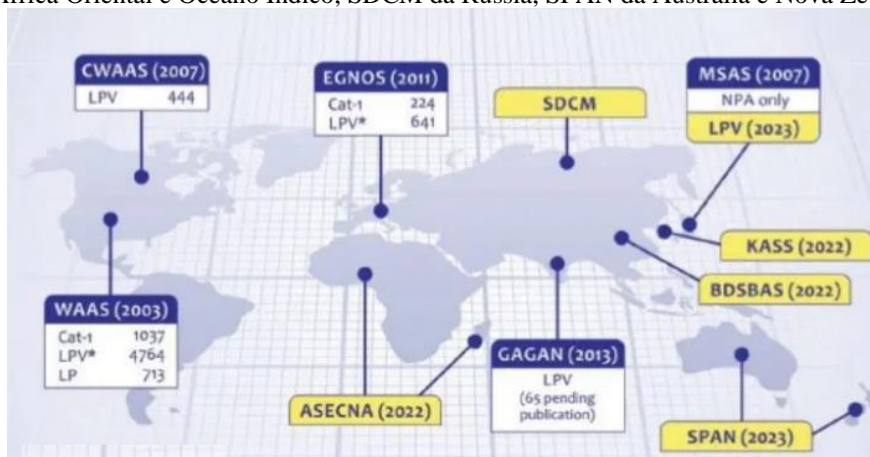 África Oriental e Oceano Índico, SDCM da Rússia, SPAN da Austrália e Nova
CWAAS (2007)
LPV 444
EGNOS (2011)
Cat-1 224
LPV* 641
SDCM
MSAS (2007)
NPA only
LPV (2023)
KASS (2022)
BDSBAS (2022)
WAAS (2003)
Cat-1 1037
LPV* 4764
LP 713
ASECNA (2022)
GAGAN (2013)
LPV
(65 pending
publication)
SPAN (2023)